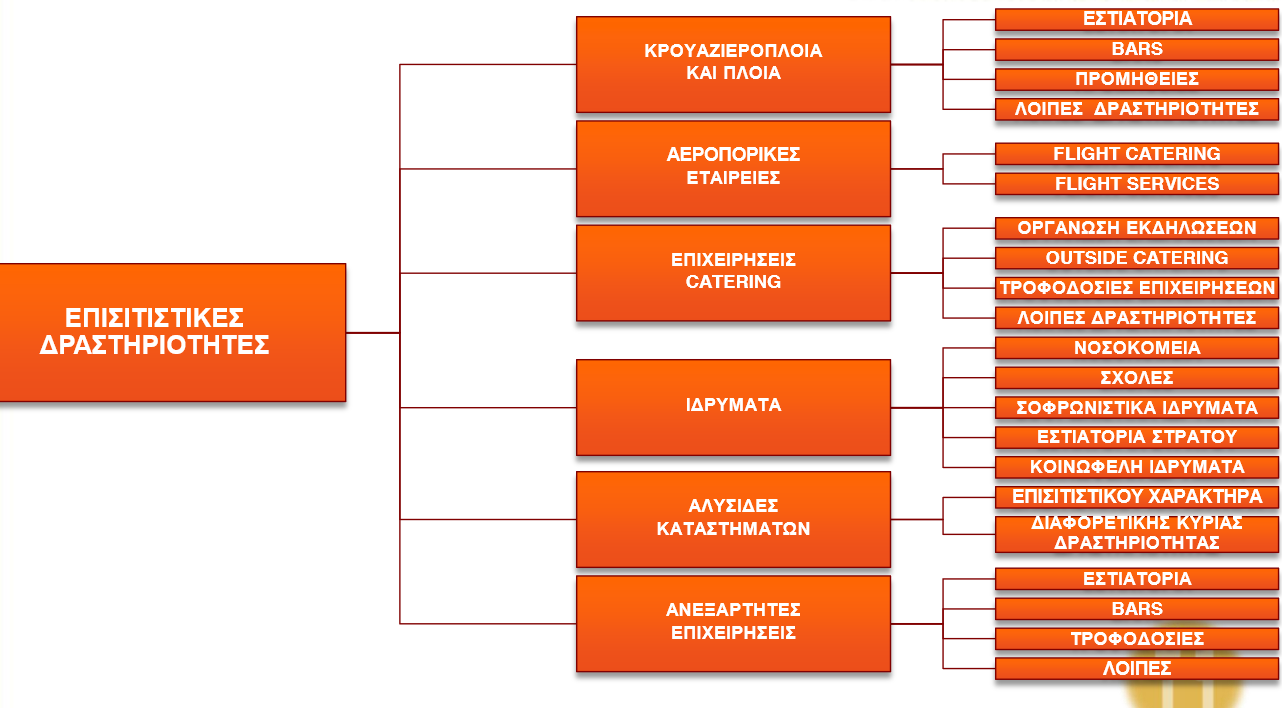 ΕΠΙΣΙΤΙΣΤΙΚΕΣ
ΔΡΑΣΤΗΡΙΟΤΗΤΕΣ
ΚΡΟΥΑΖΙΕΡΟΠΛΟΙΑ
ΚΑΙ ΠΛΟΙΑ
ΕΣΤΙΑΤΟΡΙΑ
BARS
ΠΡΟΜΗΘΕΙΕΣ
ΛΟΙΠΕΣ ΔΡΑΣΤΗΡΙΟΤΗΤΕΣ
ΑΕΡΟΠΟΡΙΚΕΣ
ΕΤΑΙΡΕΙΕΣ
FLIGHT CATERING
FLIGHT SERVICES
ΕΠΙΧΕΙΡΗΣΕΙΣ
CATERING
ΟΡΓΑΝΩΣΗ ΕΚΔΗΛΩΣΕΩΝ
OUTSIDE CATERING
ΤΡΟΦΟΔΟΣΙΕΣ ΕΠΙΧΕΙΡΗΣΕΩΝ
ΛΟΙΠΕΣ ΔΡΑΣΤΗΡΙΟΤΗΤΕΣ
ΙΔΡΥΜΑΤΑ
ΝΟΣΟΚΟΜΕΙΑ
ΣΧΟΛΕΣ
ΣΟΦΡΩΝΙΣΤΙΚΑ ΙΔΡΥΜΑΤΑ
ΕΣΤΙΑΤΟΡΙΑ ΣΤΡΑΤΟΥ
ΚΟΙΝΩΦΕΛΗ ΙΔΡΥΜΑΤΑ
ΑΛΥΣΙΔΕΣ
ΚΑΤΑΣΤΗΜΑΤΩΝ
ΕΠΙΣΙΤΙΣΤΙΚΟΥ ΧΑΡΑΚΤΗΡΑ
ΔΙΑΦΟΡΕΤΙΚΗΣ ΚΥΡΙΑΣ
ΔΡΑΣΤΗΡΙΟΤΗΤΑΣ
ΑΝΕΞΑΡΤΗΤΕΣ
ΕΠΙΧΕΙΡΗΣΕΙΣ
ΕΣΤΙΑΤΟΡΙΑ
BARS
ΤΡΟΦΟΔΟΣΙΕΣ
ΛΟΙΠΕΣ